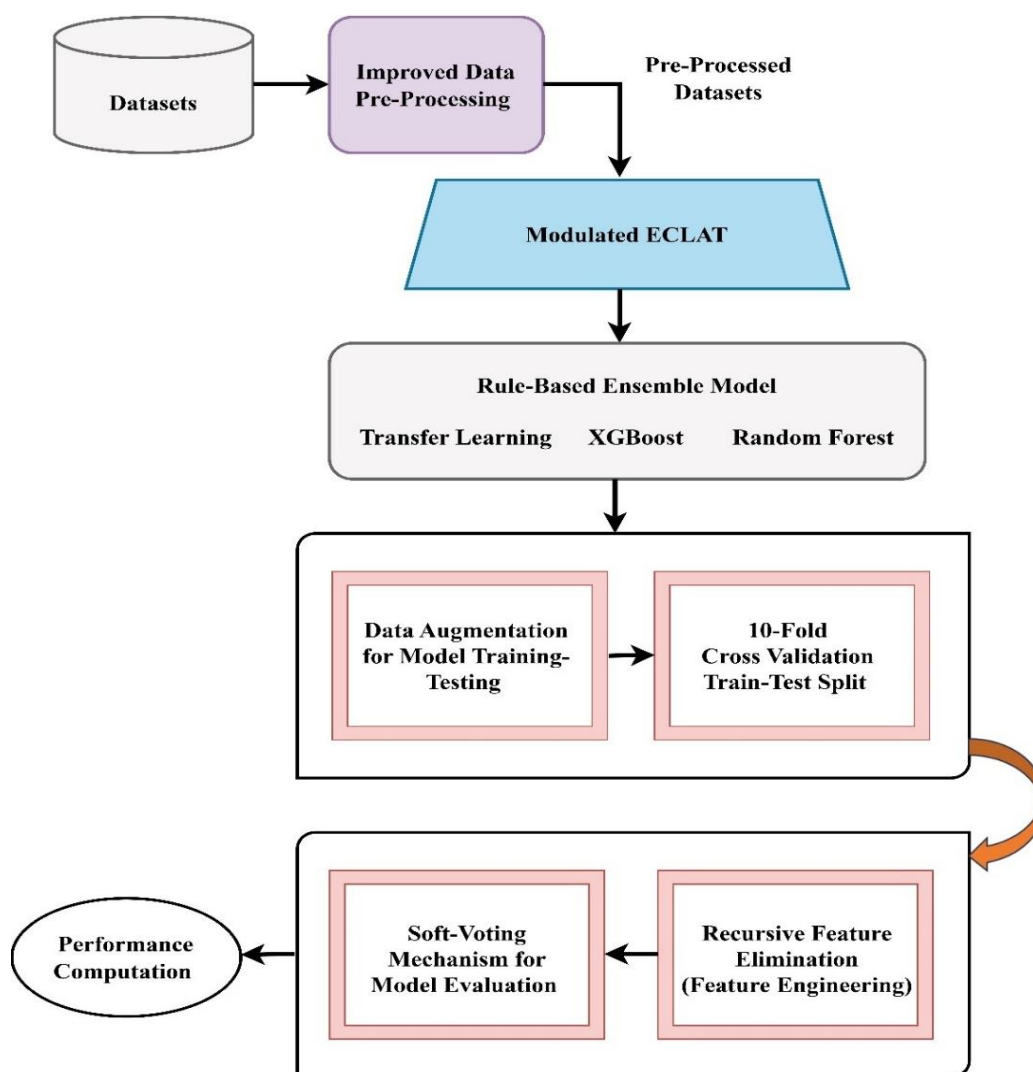 Datasets
Improved Data
Pre-Processing
Pre-Processed
Datasets
Modulated ECLAT
Rule-Based Ensemble Model
Transfer Learning XGBoost Random Forest
Data Augmentation
for Model Training-
Testing
10-Fold
Cross Validation
Train-Test Split
Recursive Feature
Elimination
(Feature Engineering)
Soft-Voting
Mechanism for
Model Evaluation
Performance
Computation